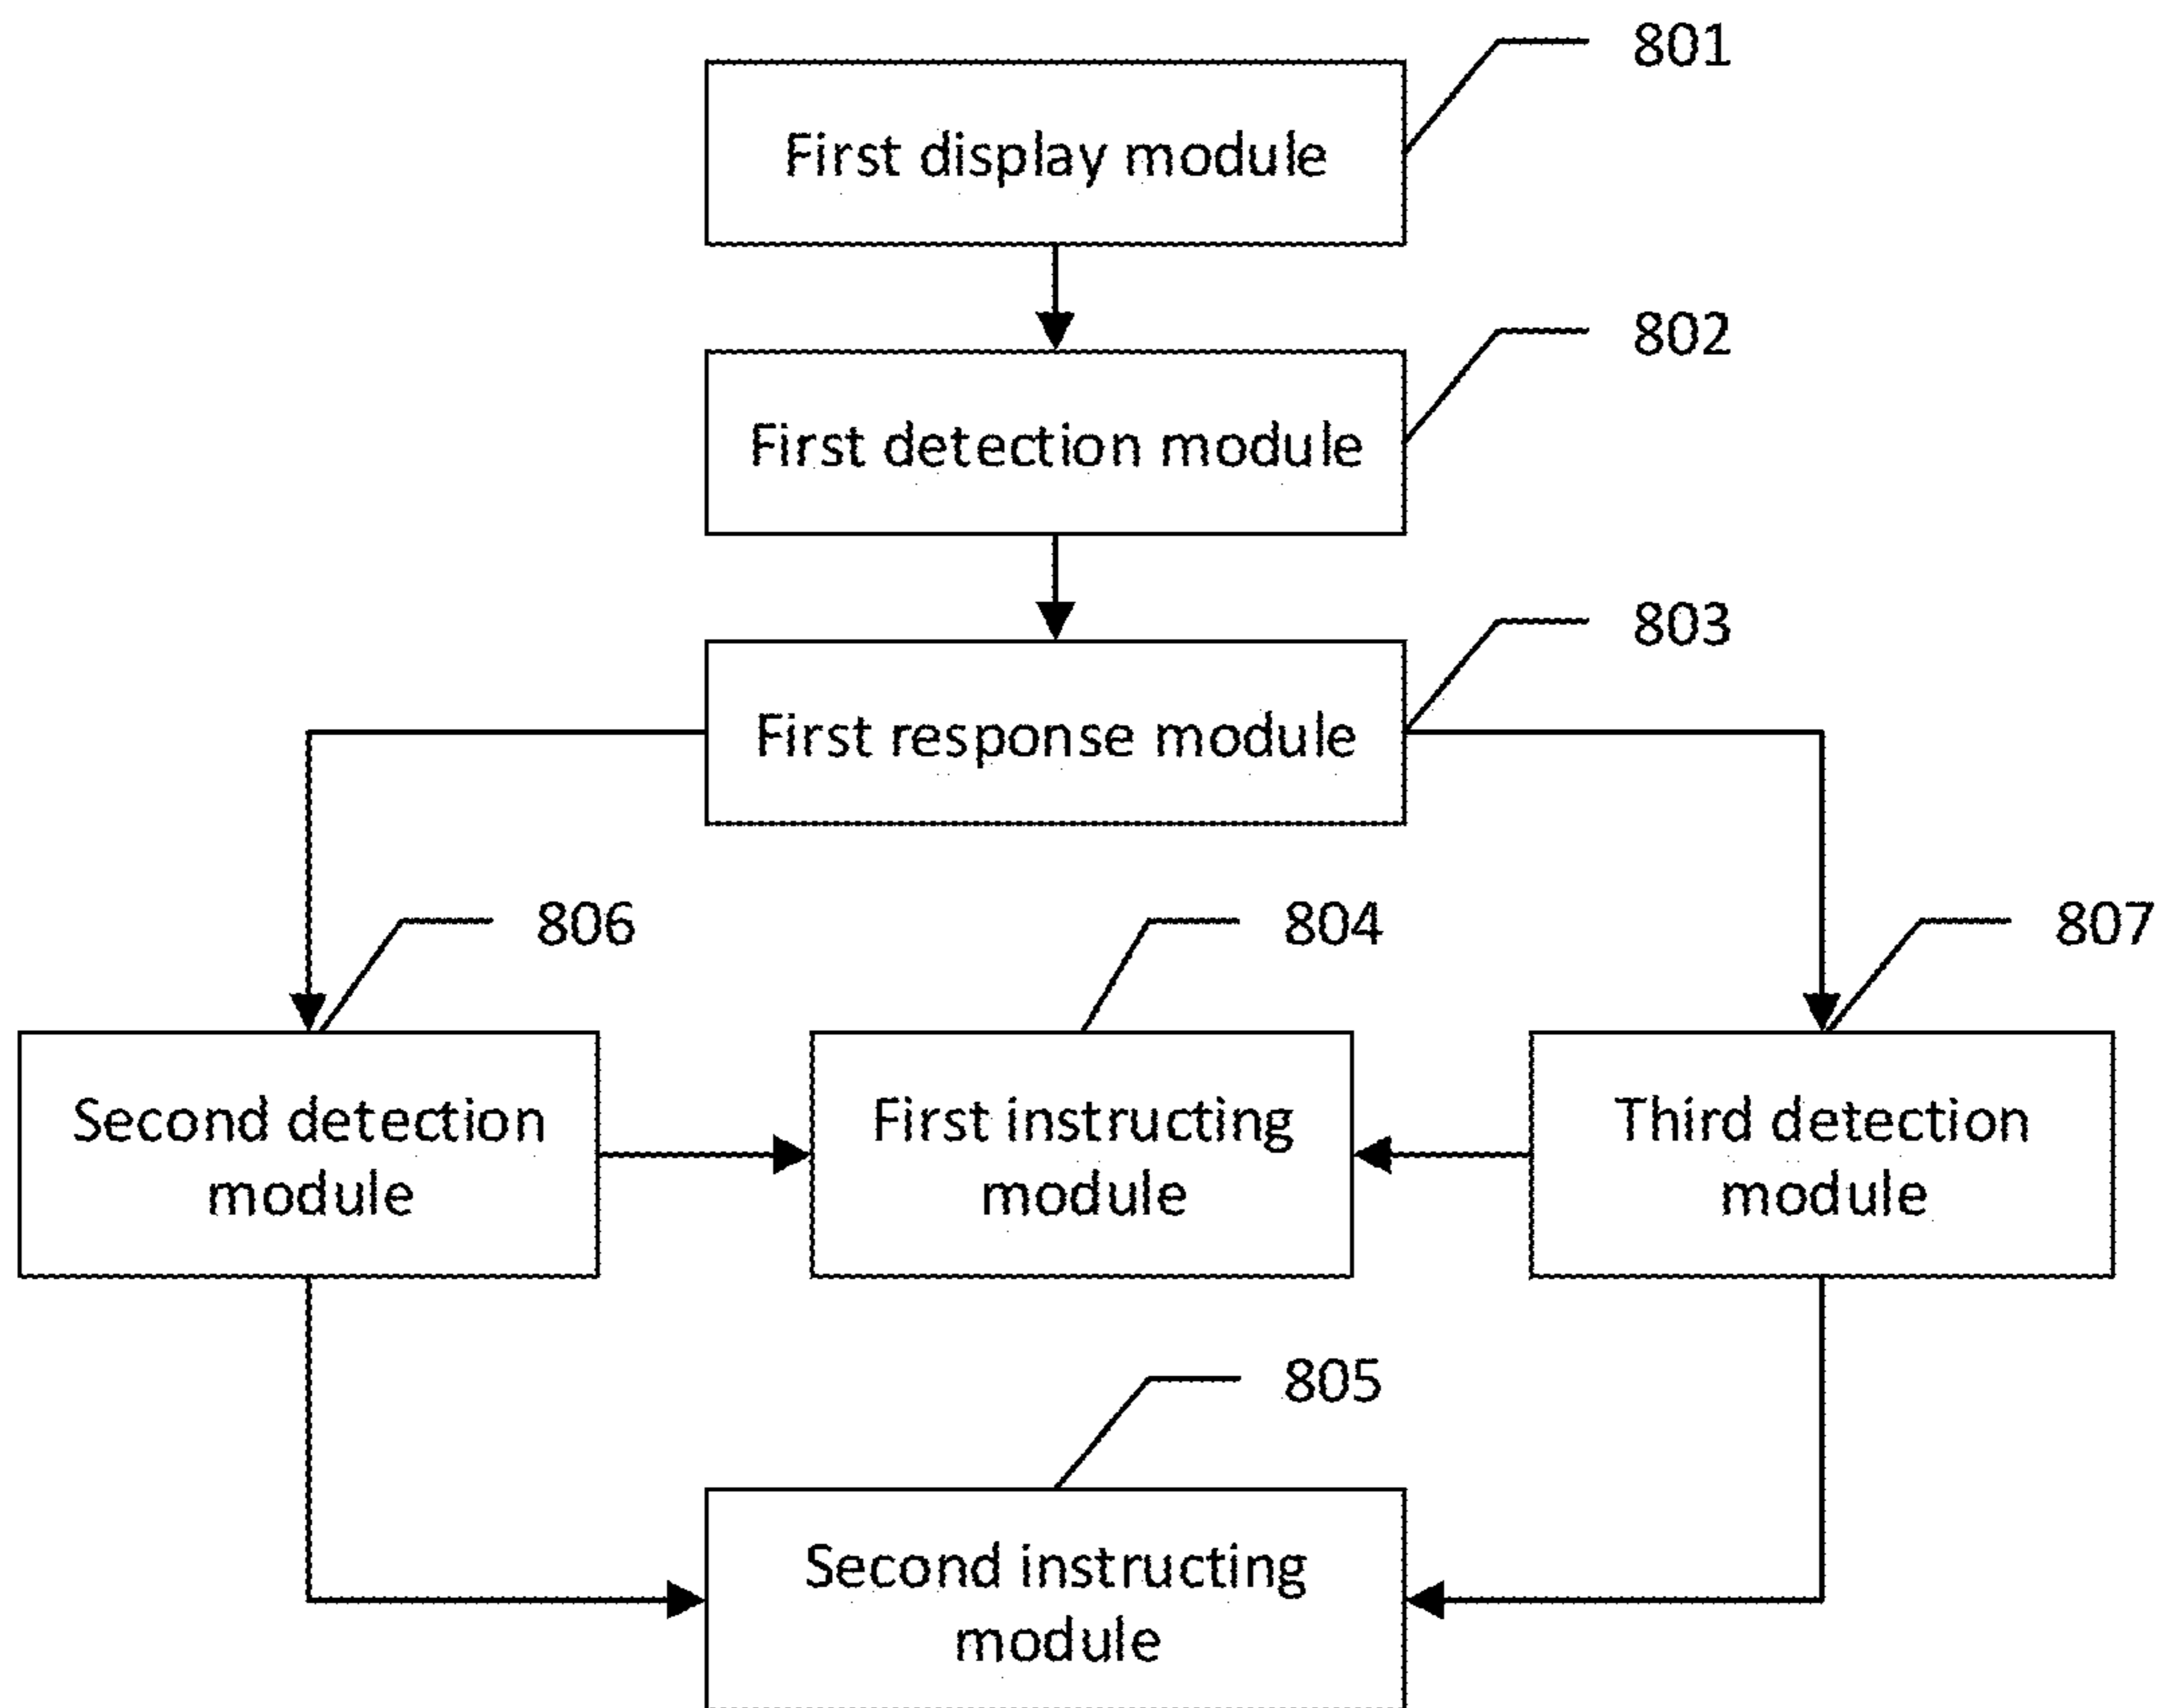 801
First display module
802
First detection module
803
First response module
806
804
807
Second detection
module
First instructing
module
Third detection
module
805
Second instructing
module